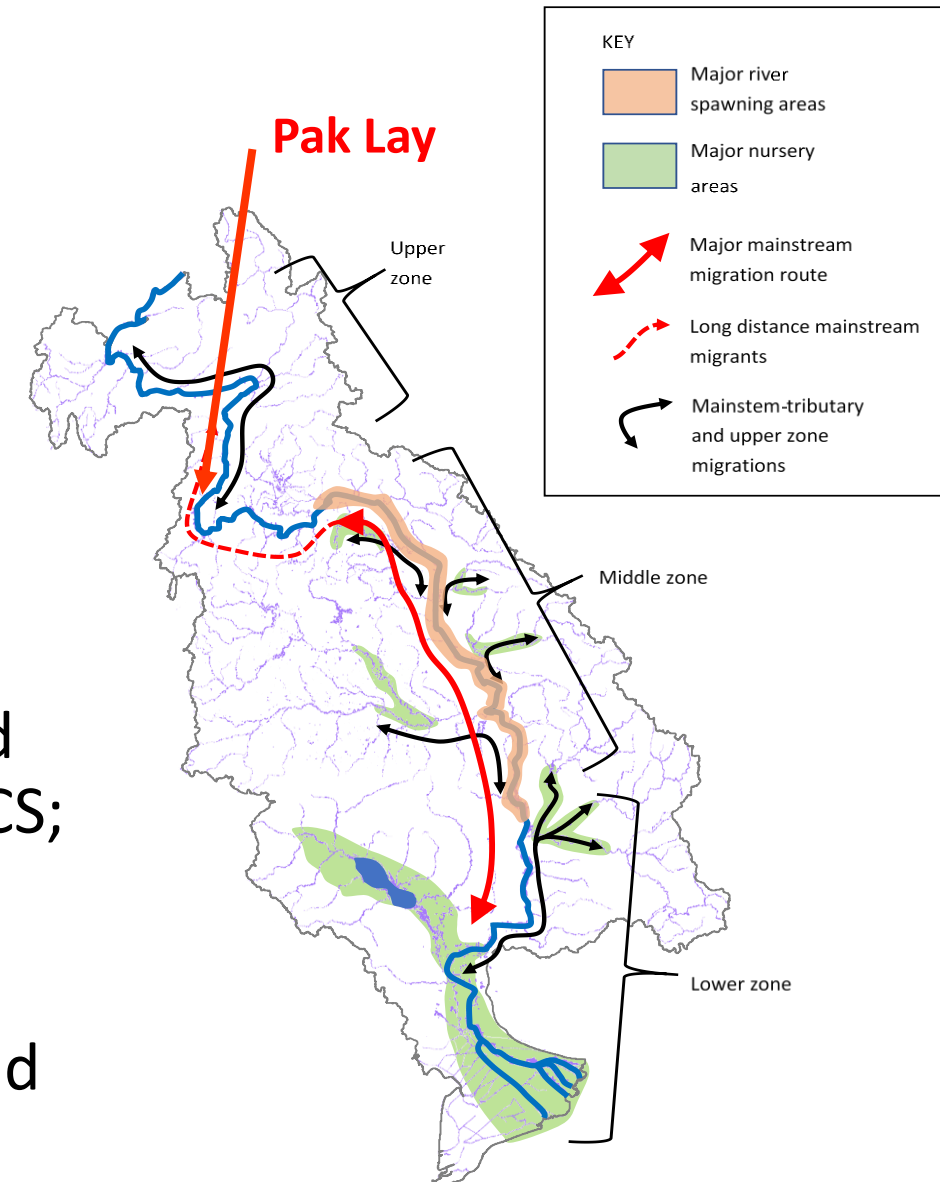 KEY
Major river
spawning areas
Major nursery
areas
Major mainstream
migration route
Long distance mainstream
migrants
Mainstem-tributary
and upper zone
migrations
Pak Lay
Upper
zone
Middle zone
d
CS;
Lower zone
d